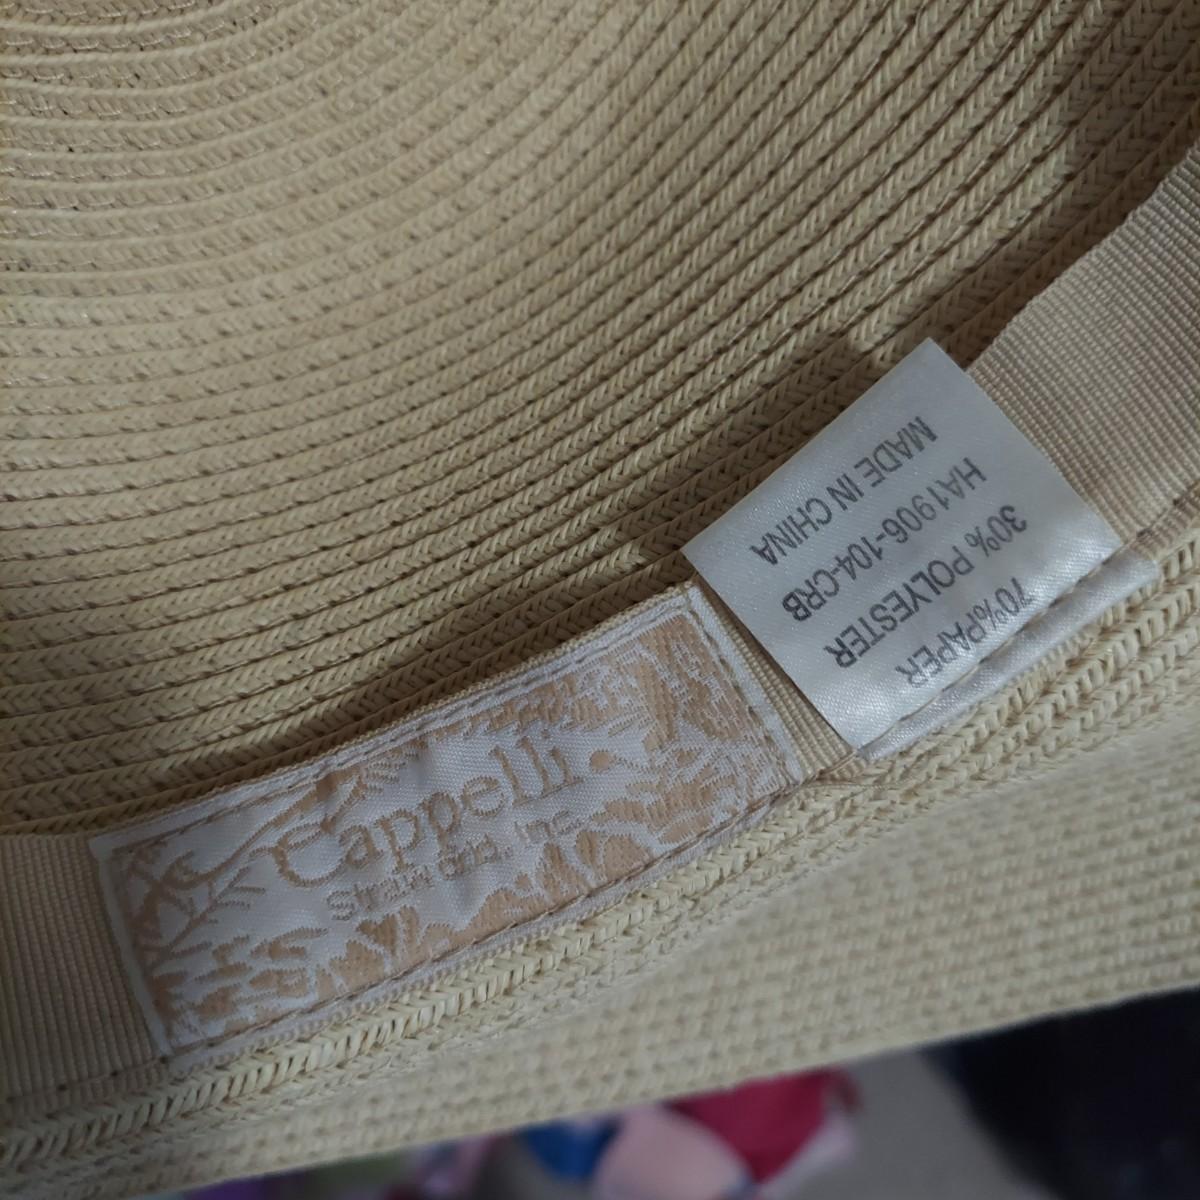 Cappelli
Straworld, Inc.
70%PAPER
30% POLYESTER
HA1906-104-CRB
MADE IN CHINA